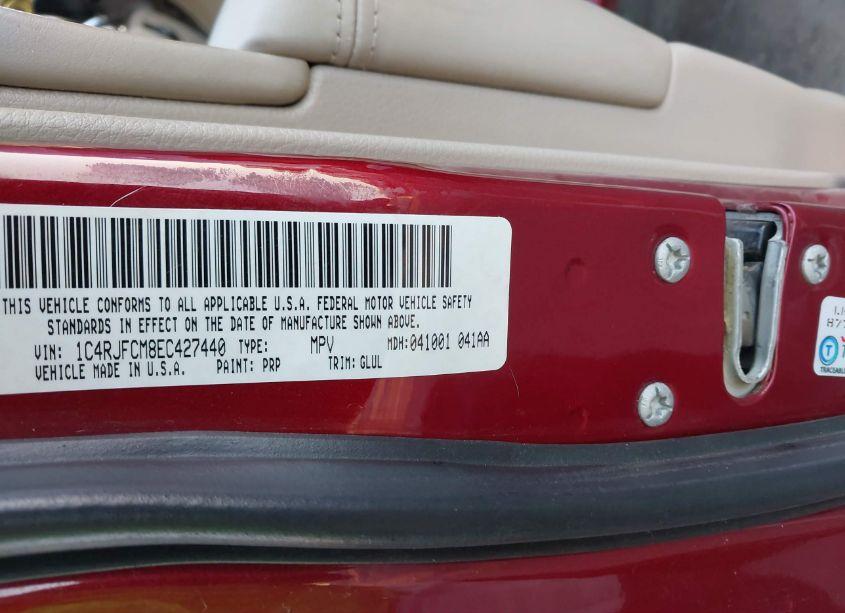 THIS VEHICLE CONFORMS TO ALL APPLICABLE U.S.A. FEDERAL MOTOR VEHICLE SAFETY
STANDARDS IN EFFECT ON THE DATE OF MANUFACTURE SHOWN ABOVE.
VIN: 1C4RJFCM8EC427440 TYPE: MPV MDH:041001 041AA
VEHICLE MADE IN U.S.A. PAINT: PRP TRIM: GLUL
T